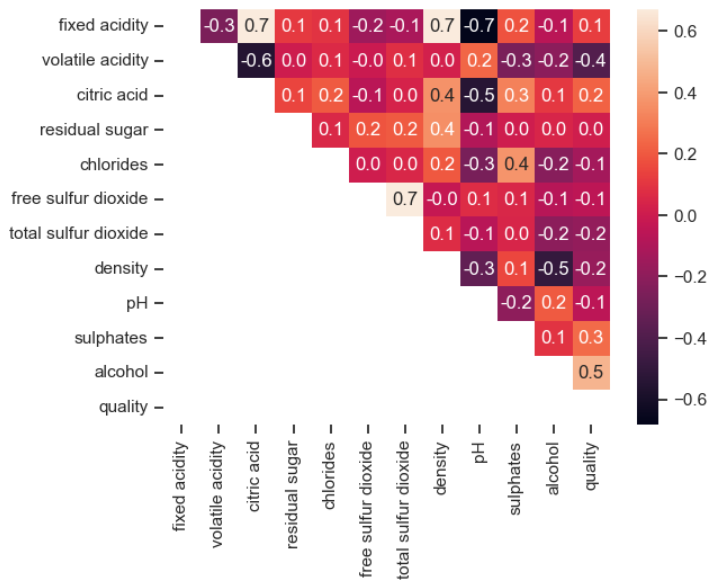 fixed acidity -0.3 0.7 0.1 0.1 -0.2 -0.1 0.7 -0.7 0.2 -0.1 0.1 0.6
volatile acidity -0.6 0.0 0.1 -0.0 0.1 0.0 0.2 -0.3 -0.2 -0.4
citric acid 0.1 0.2 -0.1 0.0 0.4 -0.5 0.3 0.1 0.2 0.4
residual sugar 0.1 0.2 0.2 0.4 -0.1 0.0 0.0 0.0
chlorides 0.0 0.0 0.2 -0.3 0.4 -0.2 -0.1 0.2
free sulfur dioxide 0.7 -0.0 0.1 0.1 -0.1 -0.1 0.0
total sulfur dioxide 0.1 -0.1 0.0 -0.2 -0.2
density -0.3 0.1 -0.5 -0.2 −0.2
pH -0.2 0.2 -0.1
sulphates 0.1 0.3 −0.4
alcohol 0.5
quality −0.6
fixed acidity
volatile acidity
citric acid
residual sugar
chlorides
free sulfur dioxide
total sulfur dioxide
density
pH
sulphates
alcohol
quality